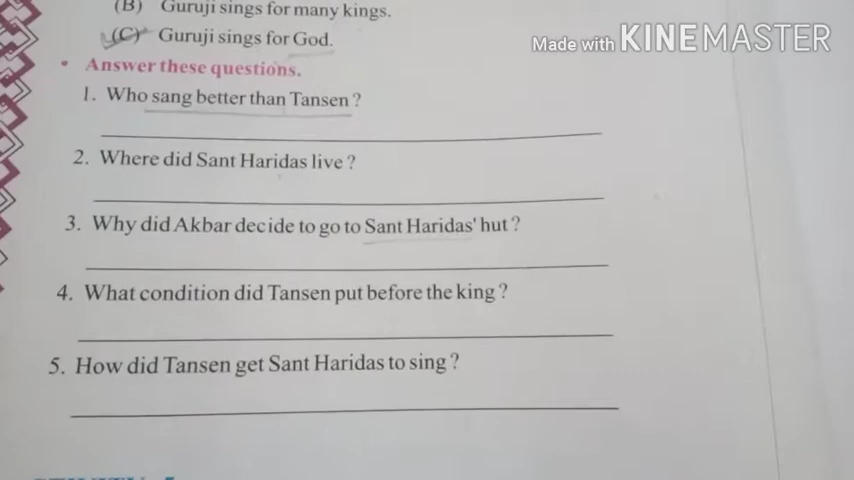 (B) Guruji sings for many kings.
(C) Guruji sings for God.
Made with KINEMASTER
• Answer these questions.
1. Who sang better than Tansen ?
2. Where did Sant Haridas live ?
3. Why did Akbar decide to go to Sant Haridas' hut ?
4. What condition did Tansen put before the king ?
5. How did Tansen get Sant Haridas to sing ?